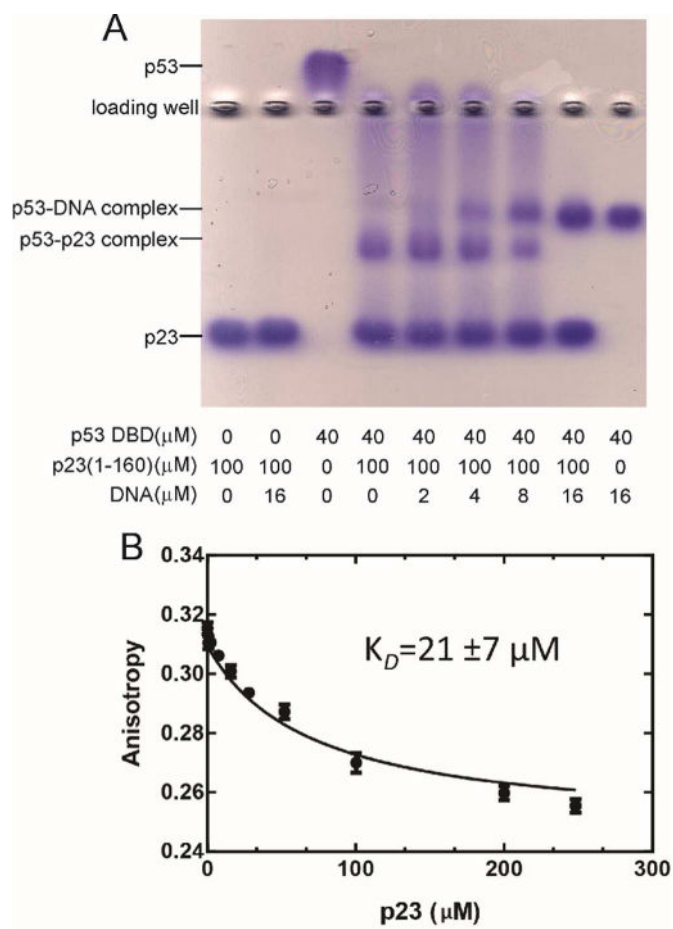 A
p53
loading well
p53-DNA complex
p53-p23 complex
p23
p53 DBD(μM) 0 0 40 40 40 40 40 40 40
p23(1-160)(μM) 100 100 0 100 100 100 100 100 0
DNA(μM) 0 16 0 0 2 4 8 16 16
B
0.34
0.32
0.30
0.28
0.26
0.24
Anisotropy
K_D=21 ±7 μM
0 100 200 300
p23 (μM)